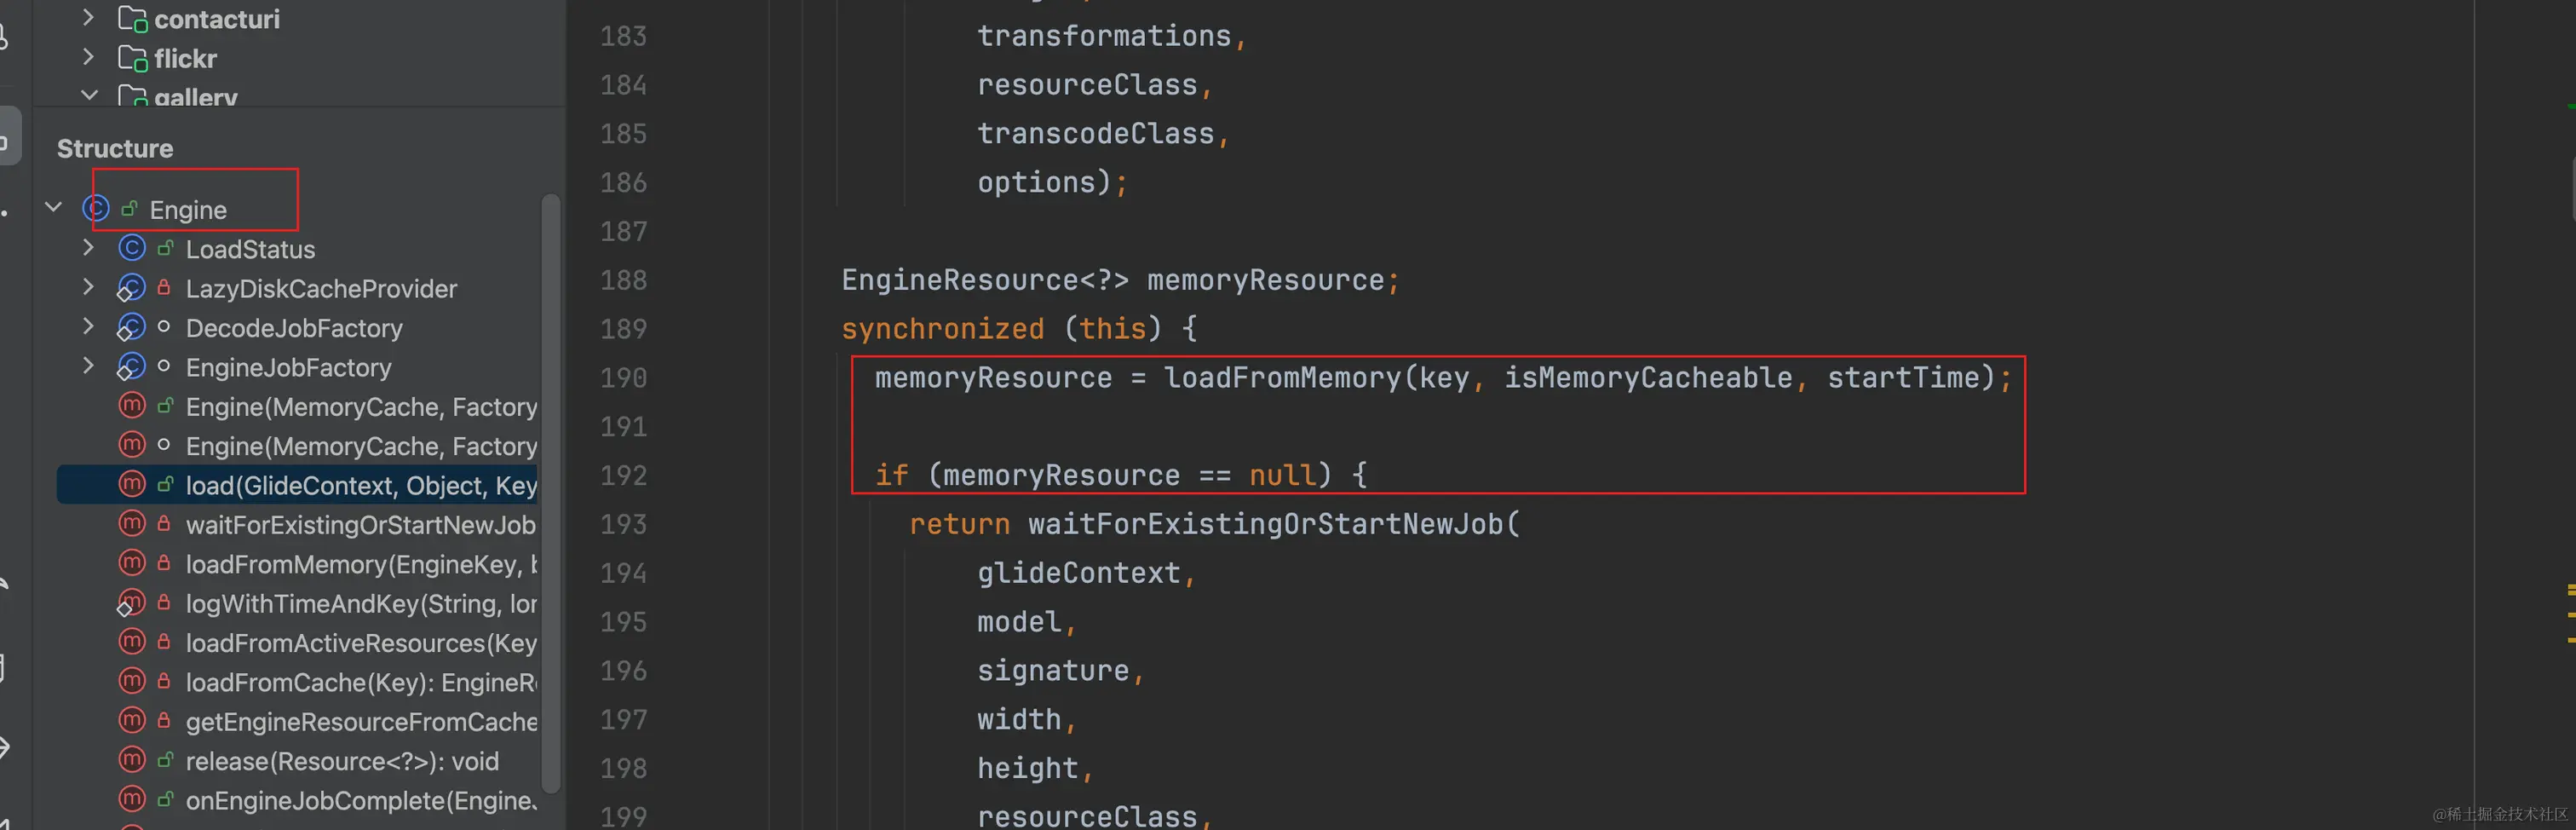 contacturi
flickr
gallery
Structure
Engine
LoadStatus
LazyDiskCacheProvider
DecodeJobFactory
EngineJobFactory
Engine(MemoryCache, Factory
Engine(MemoryCache, Factory
load(GlideContext, Object, Key
waitForExistingOrStartNewJob
loadFromMemory(EngineKey, b
logWithTimeAndKey(String, lon
loadFromActiveResources(Key
loadFromCache(Key): EngineRe
getEngineResourceFromCache
release(Resource<?>): void
onEngineJobComplete(EngineJ
183 transformations,
184 resourceClass,
185 transcodeClass,
186 options);
187
188 EngineResource<?> memoryResource;
189 synchronized (this) {
190 memoryResource = loadFromMemory(key, isMemoryCacheable, startTime);
191
192 if (memoryResource == null) {
193 return waitForExistingOrStartNewJob(
194 glideContext,
195 model,
196 signature,
197 width,
198 height,
199 resourceClass,
@稀土掘金技术社区